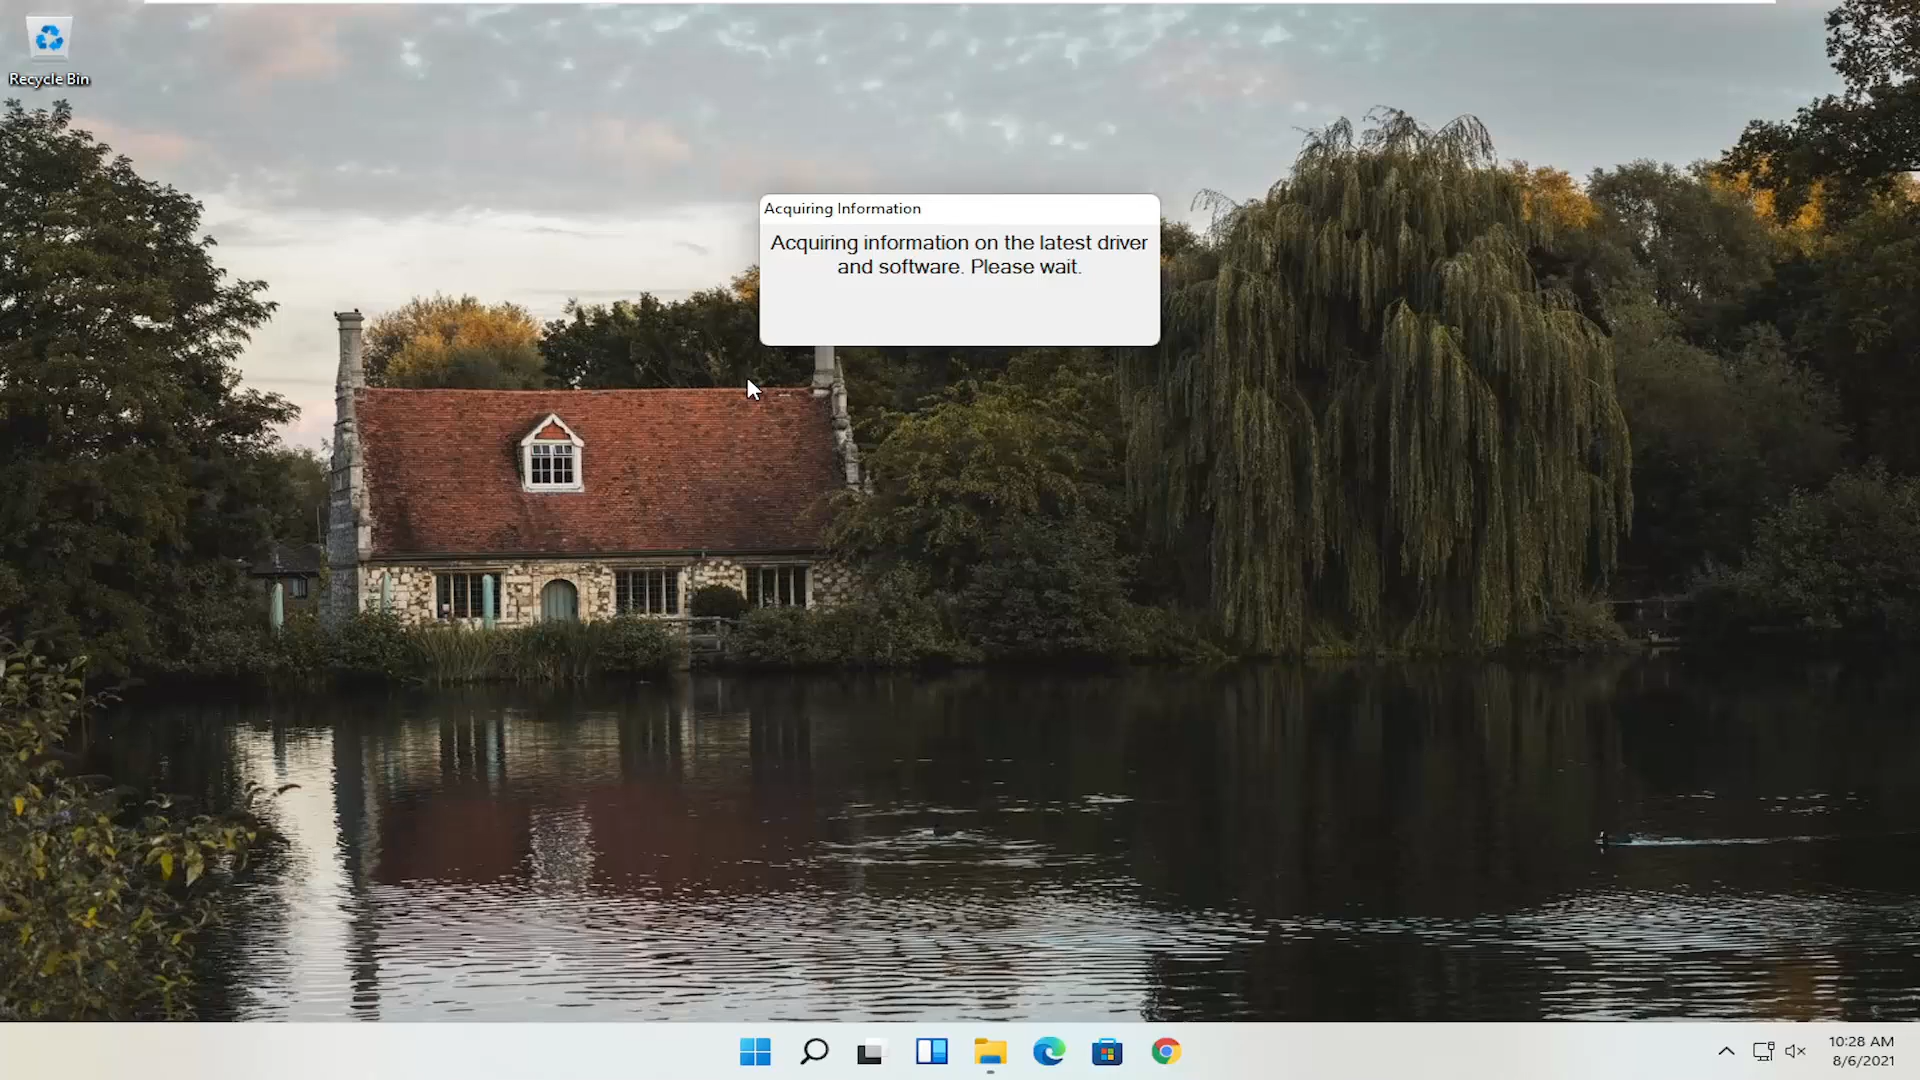 Recycle Bin
Acquiring Information
Acquiring information on the latest driver
and software. Please wait.
10:28 AM
8/6/2021